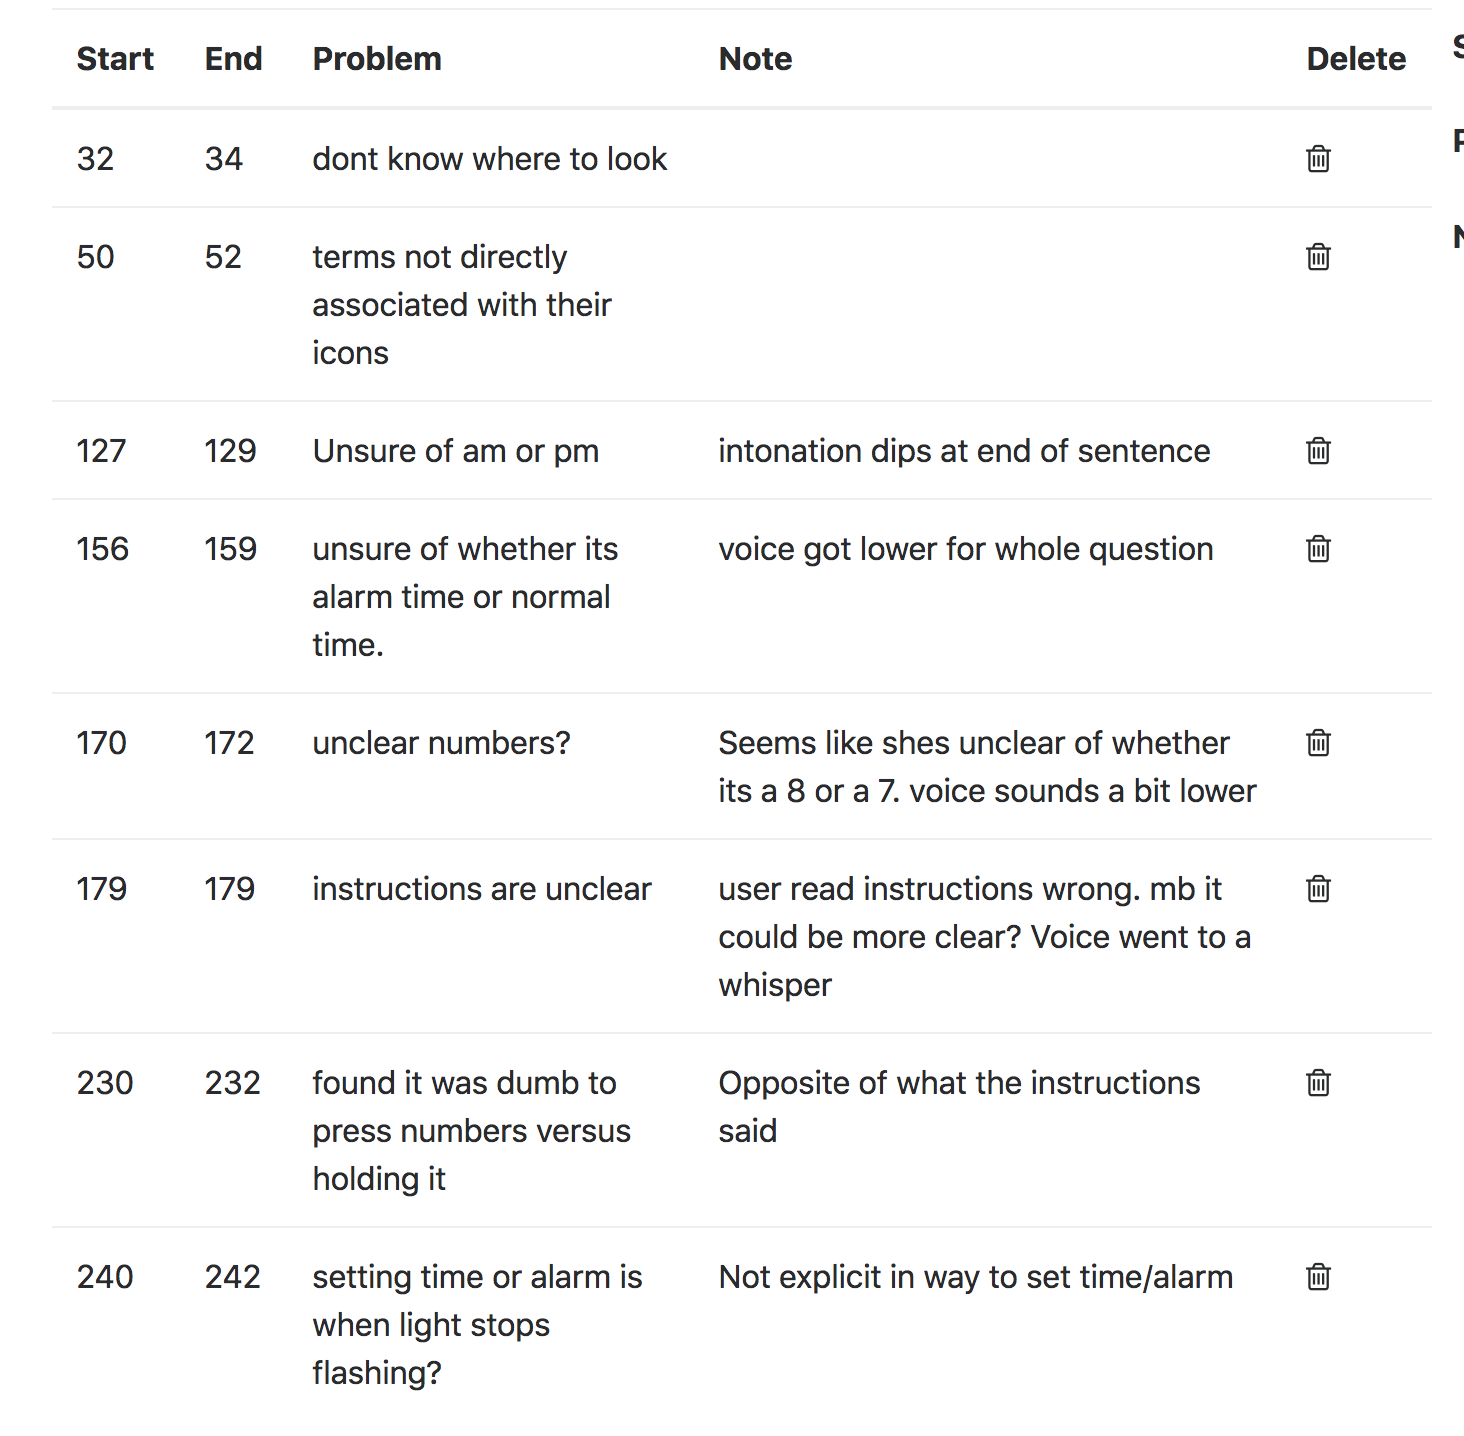 Start End Problem Note Delete
32 34 dont know where to look
50 52 terms not directly
associated with their
icons
127 129 Unsure of am or pm intonation dips at end of sentence
156 159 unsure of whether its voice got lower for whole question
alarm time or normal
time.
170 172 unclear numbers? Seems like shes unclear of whether
its a 8 or a 7. voice sounds a bit lower
179 179 instructions are unclear user read instructions wrong. mb it
could be more clear? Voice went to a
whisper
230 232 found it was dumb to Opposite of what the instructions
press numbers versus said
holding it
240 242 setting time or alarm is Not explicit in way to set time/alarm
when light stops
flashing?